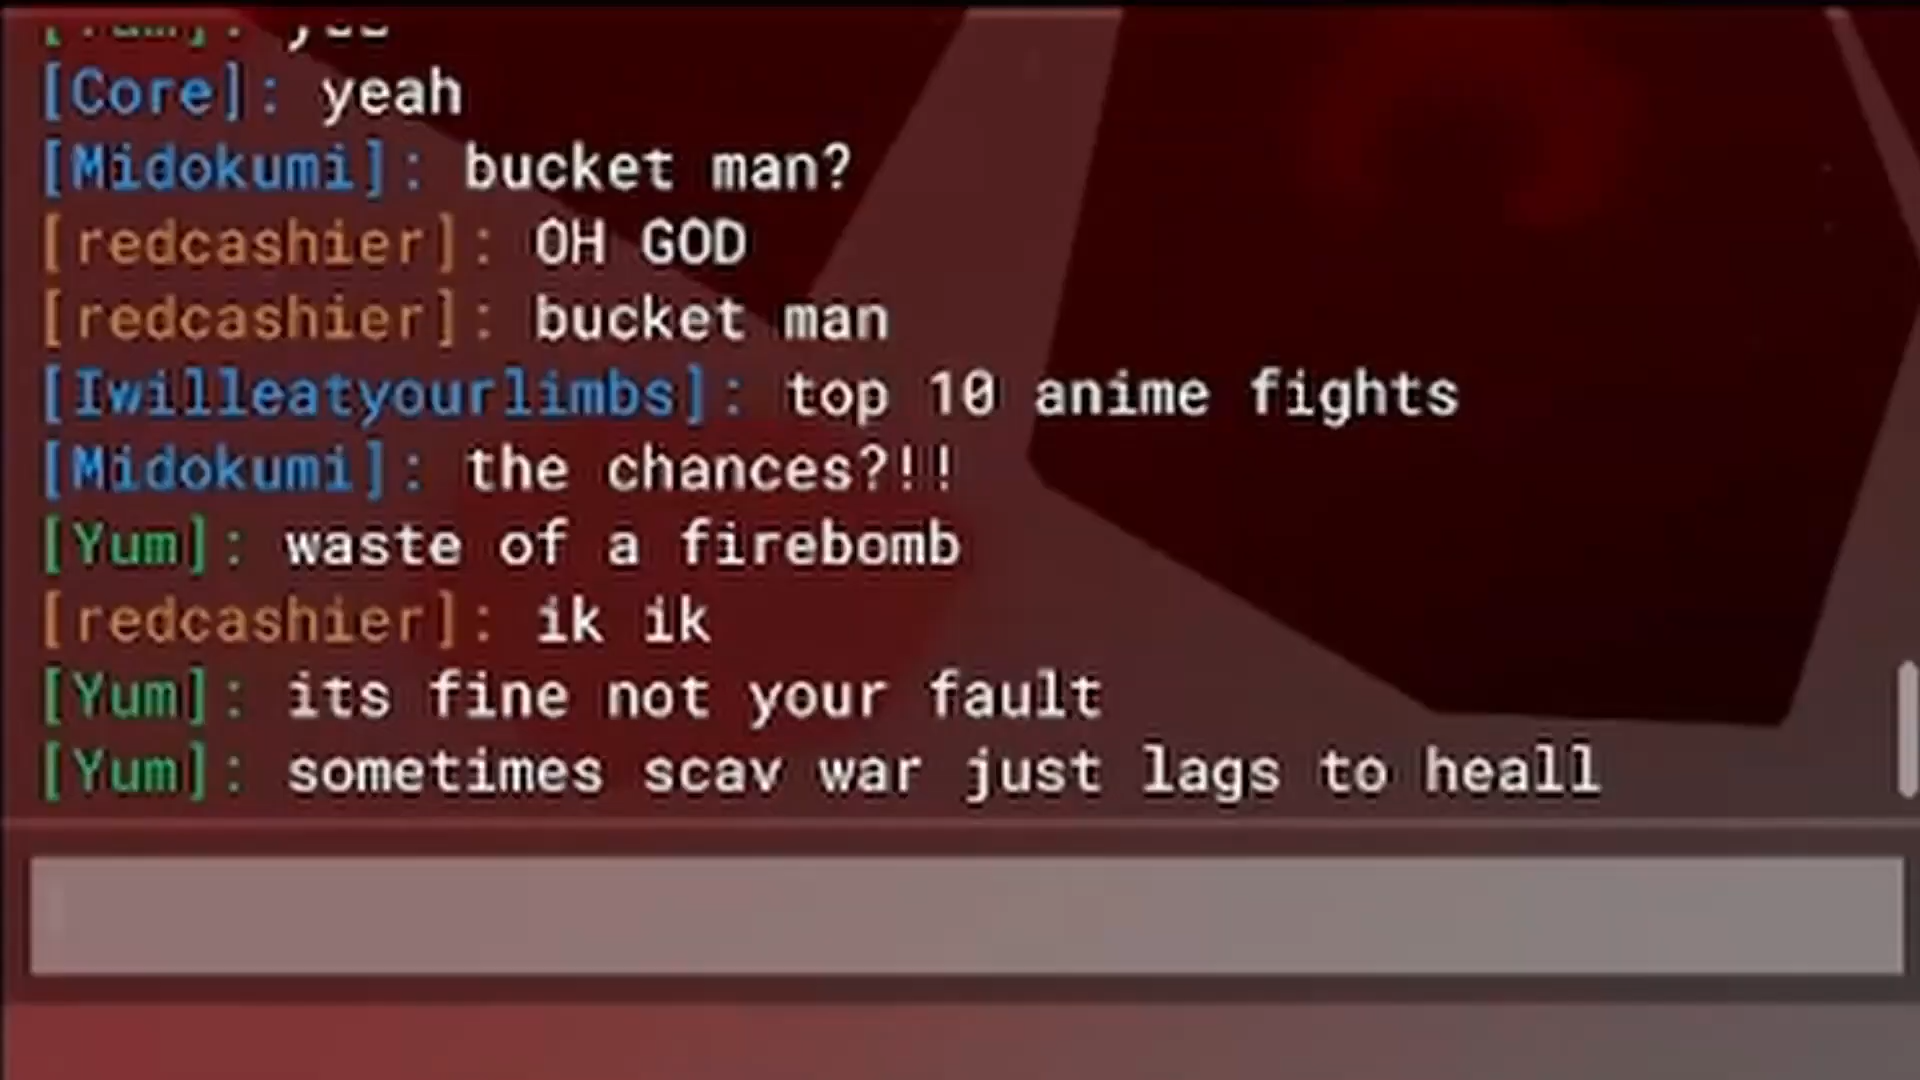 [Core]: yeah
[Midokumi]: bucket man?
[redcashier]: OH GOD
[redcashier]: bucket man
[Iwilleatyourlimbs]: top 10 anime fights
[Midokumi]: the chances?!!
[Yum]: waste of a firebomb
[redcashier]: ik ik
[Yum]: its fine not your fault
[Yum]: sometimes scav war just lags to heall